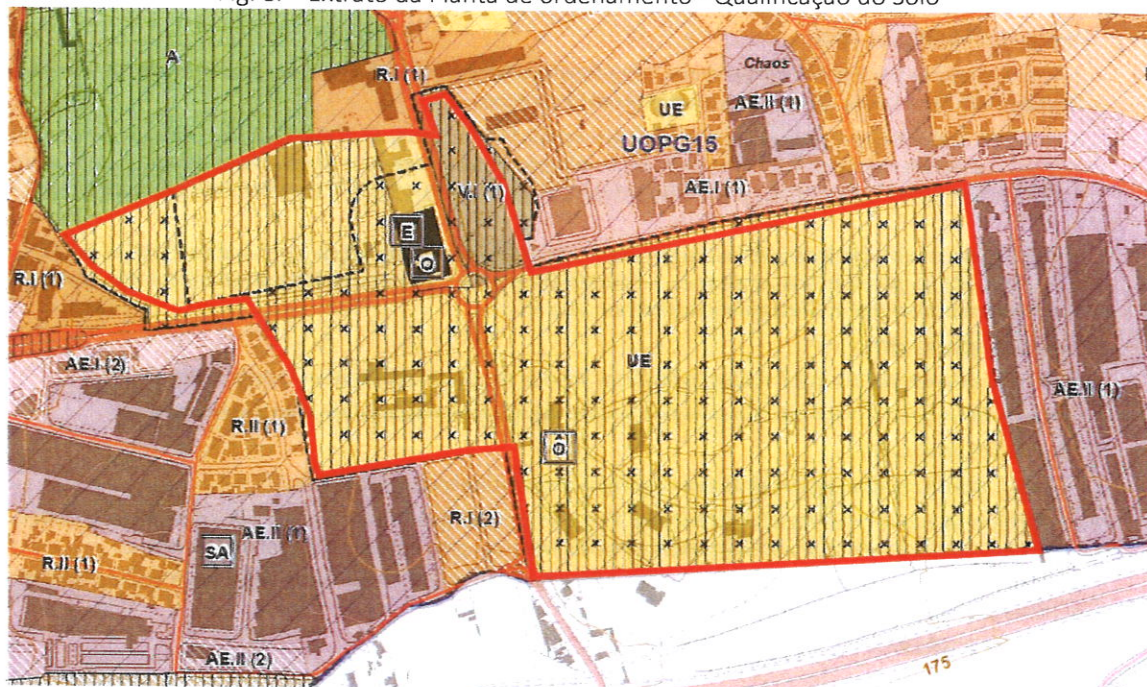 Extrato da Planta de ordenamento - Qualificação do Solo
A
R.I (1)
Chaos
UE
AE.II (1)
UOPG15
V.I (1)
AE.I (1)
E
O
R.I (1)
UE
AE.I (2)
AE.II (1)
R.II (1)
Ô
R.I (2)
AE.II (1)
SA
R.II (1)
AE.II (2)
175